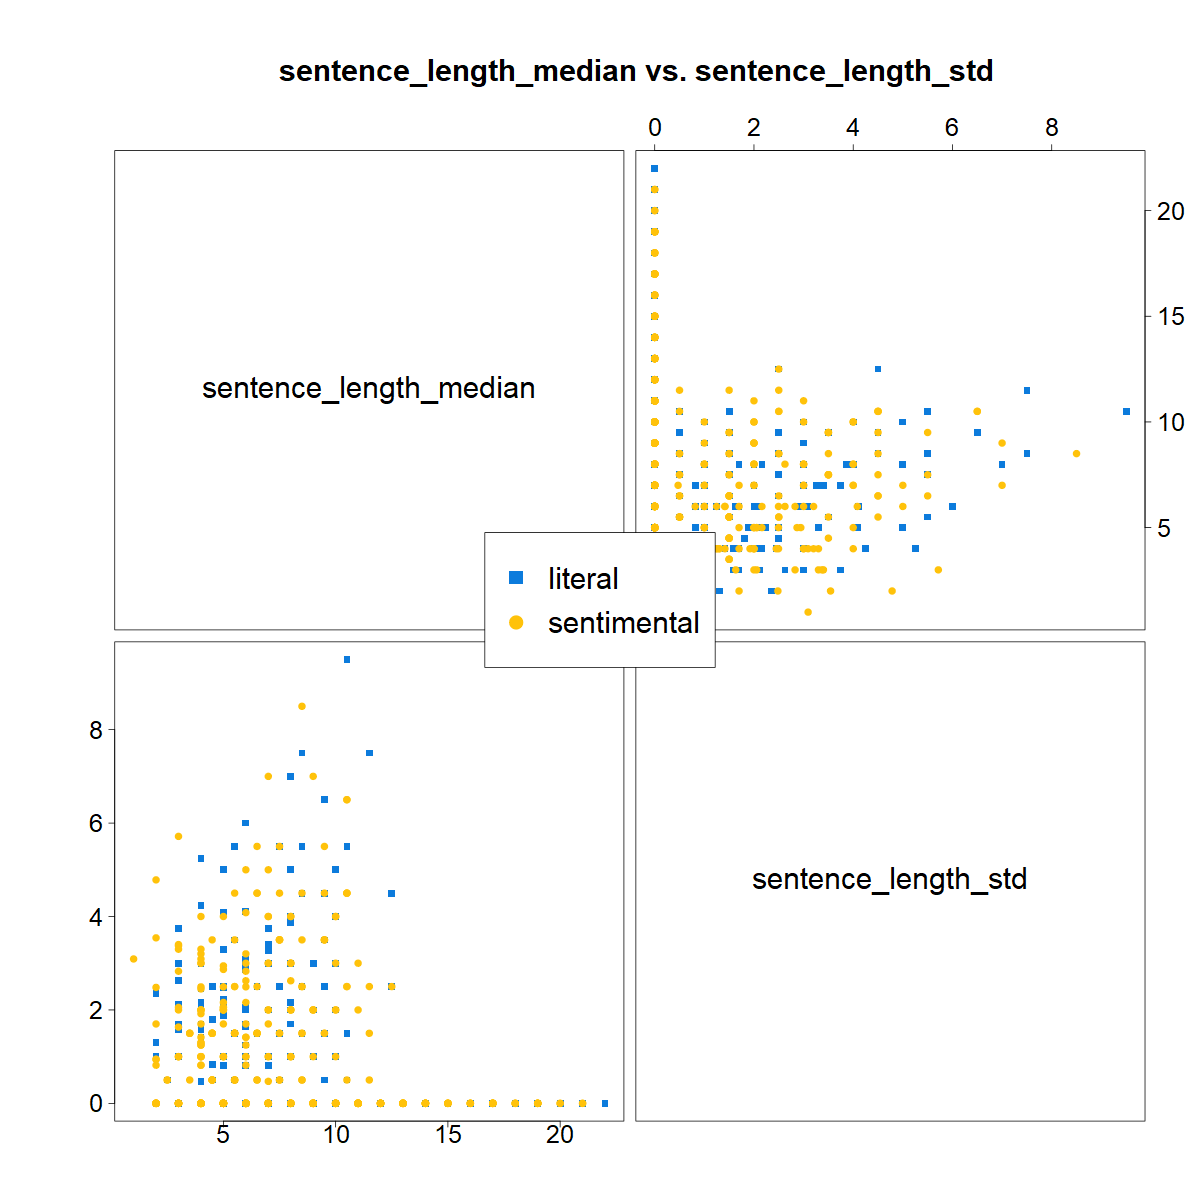 sentence_length_median vs. sentence_length_std
0 2 4 6 8
20
15
10
5
sentence_length_median
literal
sentimental
8
6
4
2
0
sentence_length_std
5 10 15 20